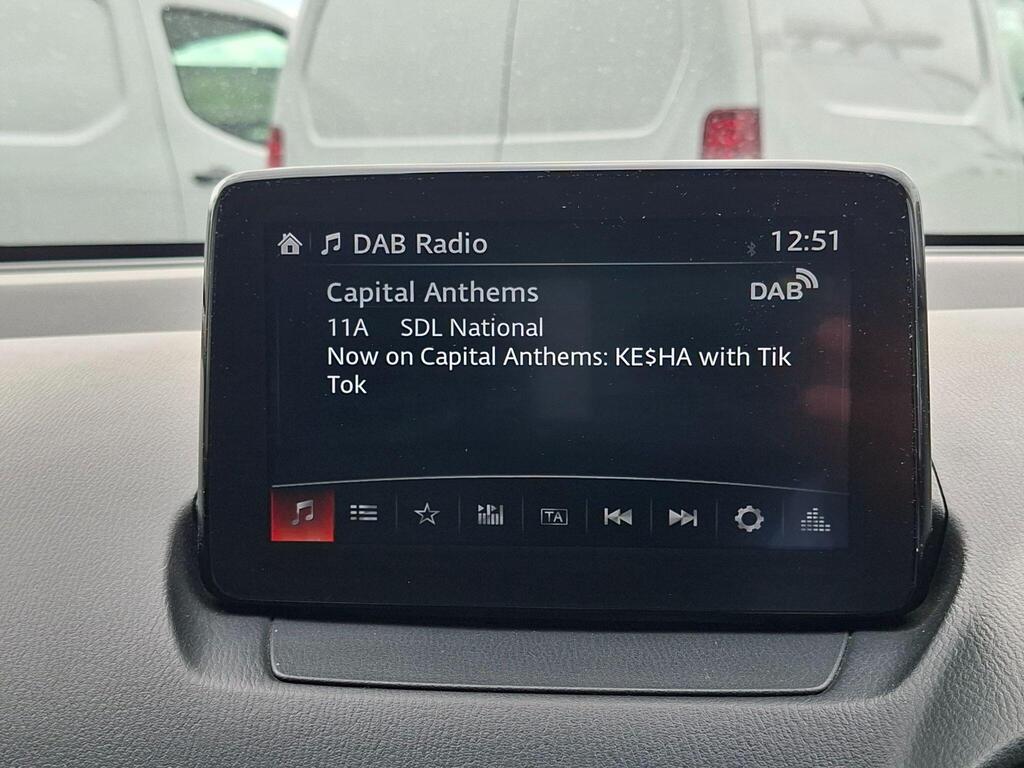 DAB Radio 12:51
Capital Anthems DAB
11A SDL National
Now on Capital Anthems: KE$HA with Tik
Tok
TA